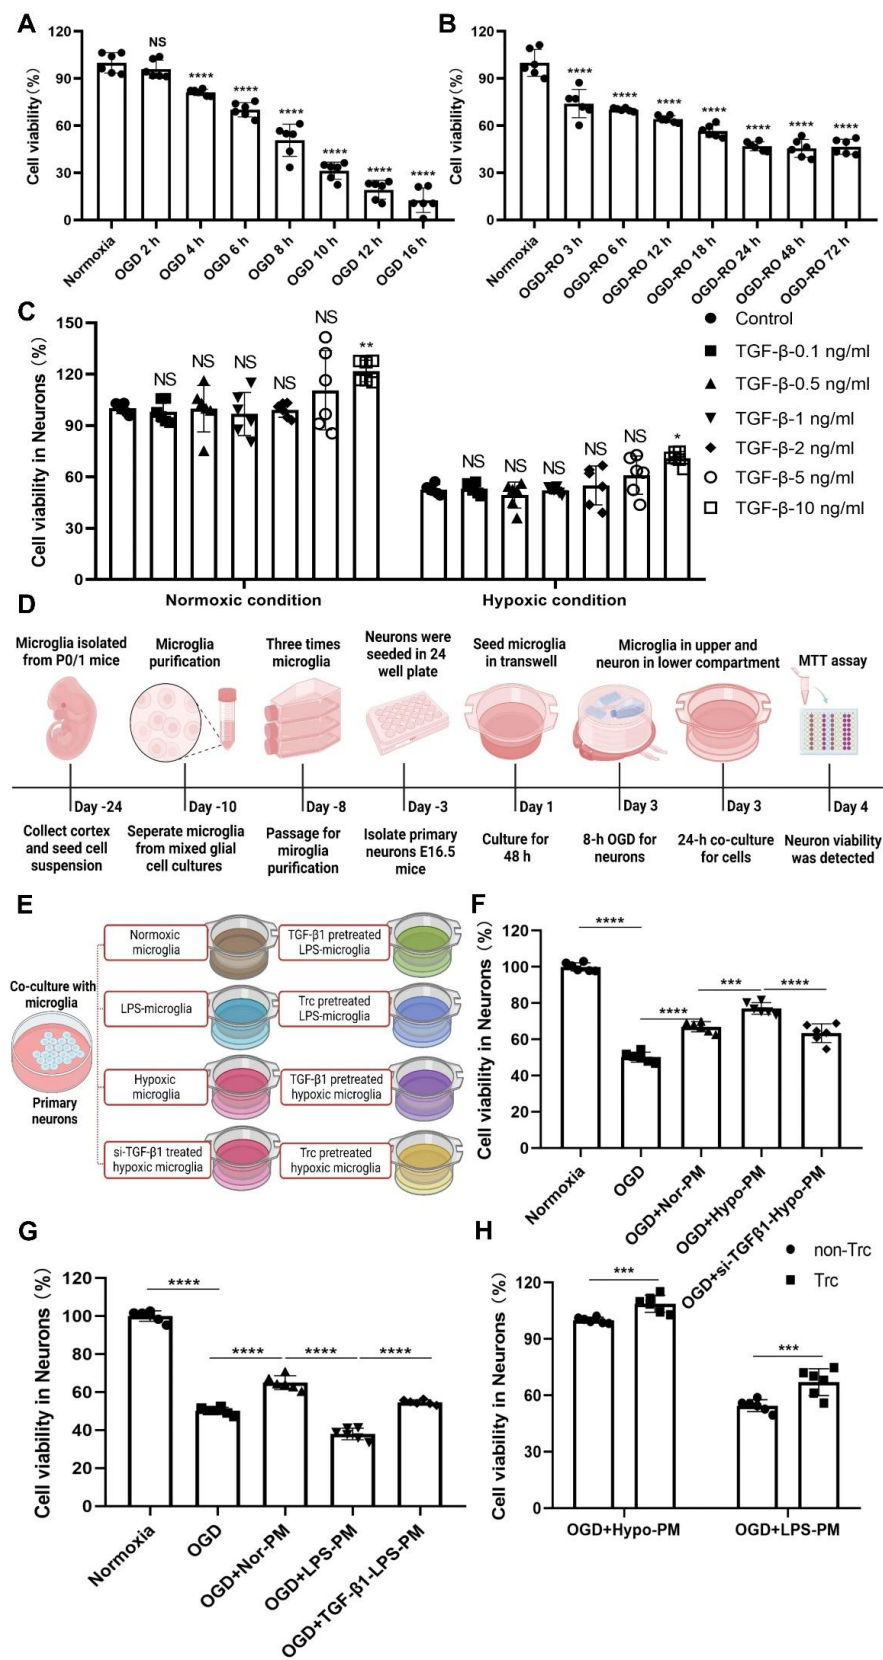 A
Cell viability (%)
120
90
60
30
0
NS
****
****
****
****
****
****
Normoxia
OGD 2 h
OGD 4 h
OGD 6 h
OGD 8 h
OGD 10 h
OGD 12 h
OGD 16 h
B
Cell viability (%)
120
90
60
30
0
****
****
****
****
****
****
****
Normoxia
OGD-RO 3 h
OGD-RO 6 h
OGD-RO 12 h
OGD-RO 18 h
OGD-RO 24 h
OGD-RO 48 h
OGD-RO 72 h
C
Cell viability in Neurons (%)
150
120
90
60
30
0
NS
NS
NS
NS
NS
**
NS
NS
NS
NS
NS
*
Normoxic condition
Hypoxic condition
Control
TGF-β-0.1 ng/ml
TGF-β-0.5 ng/ml
TGF-β-1 ng/ml
TGF-β-2 ng/ml
TGF-β-5 ng/ml
TGF-β-10 ng/ml
D
Microglia isolated
from P0/1 mice
Microglia
purification
Three times
microglia
Neurons were
seeded in 24
well plate
Seed microglia
in transwell
Microglia in upper and
neuron in lower compartment
MTT assay
Day -24
Day -10
Day -8
Day -3
Day 1
Day 3
Day 3
Day 4
Collect cortex
and seed cell
suspension
Seperate microglia
from mixed glial
cell cultures
Passage for
miroglia
purification
Isolate primary
neurons E16.5
mice
Culture for
48 h
8-h OGD for
neurons
24-h co-culture
for cells
Neuron viability
was detected
E
Co-culture with
microglia
Primary
neurons
Normoxic
microglia
TGF-β1 pretreated
LPS-microglia
LPS-microglia
Trc pretreated
LPS-microglia
Hypoxic
microglia
TGF-β1 pretreated
hypoxic microglia
si-TGF-β1 treated
hypoxic microglia
Trc pretreated
hypoxic microglia
F
Cell viability in Neurons (%)
120
100
80
60
40
20
0
****
****
***
****
Normoxia
OGD
OGD+Nor-PM
OGD+Hypo-PM
OGD+si-TGFβ1-Hypo-PM
G
Cell viability in Neurons (%)
120
100
80
60
40
20
0
****
****
****
****
Normoxia
OGD
OGD+Nor-PM
OGD+LPS-PM
OGD+TGF-β1-LPS-PM
H
non-Trc
Trc
Cell viability in Neurons (%)
120
90
60
30
0
***
***
OGD+Hypo-PM
OGD+LPS-PM